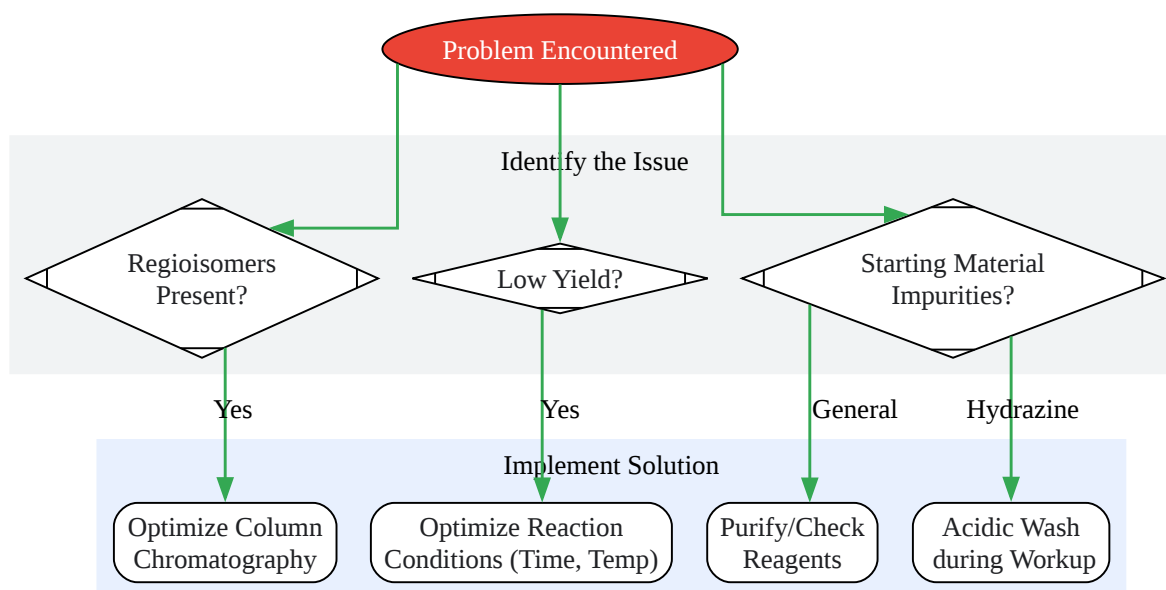 Problem Encountered
Identify the Issue
Regioisomers
Present?
Low Yield?
Starting Material
Impurities?
Yes
Yes
General
Hydrazine
Implement Solution
Optimize Column
Chromatography
Optimize Reaction
Conditions (Time, Temp)
Purify/Check
Reagents
Acidic Wash
during Workup